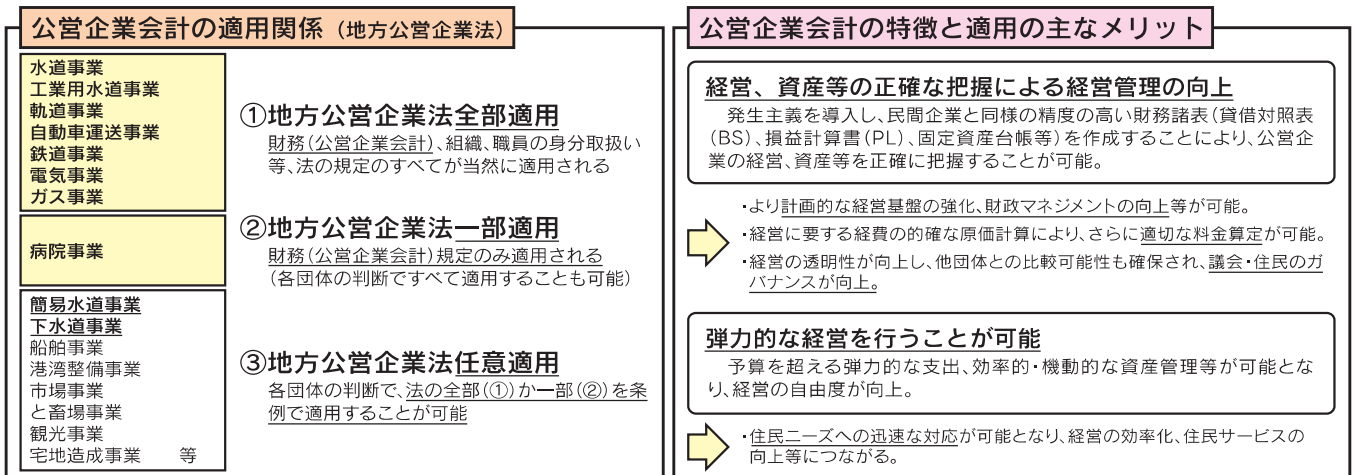 公営企業会計の適用関係（地方公営企業法）
水道事業
工業用水道事業
軌道事業
自動車運送事業
鉄道事業
電気事業
ガス事業
①地方公営企業法全部適用
財務(公営企業会計)、組織、職員の身分取扱い
等、法の規定のすべてが当然に適用される
病院事業
②地方公営企業法一部適用
財務(公営企業会計)規定のみ適用される
(各団体の判断ですべて適用することも可能)
簡易水道事業
下水道事業
船舶事業
港湾整備事業
市場事業
と畜場事業
観光事業
宅地造成事業　　等
③地方公営企業法任意適用
各団体の判断で、法の全部(①)か一部(②)を条
例で適用することが可能
公営企業会計の特徴と適用の主なメリット
経営、資産等の正確な把握による経営管理の向上
発生主義を導入し、民間企業と同様の精度の高い財務諸表(貸借対照表
(BS)、損益計算書(PL)、固定資産台帳等)を作成することにより、公営企
業の経営、資産等を正確に把握することが可能。
・より計画的な経営基盤の強化、財政マネジメントの向上等が可能。
・経営に要する経費の的確な原価計算により、さらに適切な料金算定が可能。
・経営の透明性が向上し、他団体との比較可能性も確保され、議会・住民のガ
バナンスが向上。
弾力的な経営を行うことが可能
予算を超える弾力的な支出、効率的・機動的な資産管理等が可能とな
り、経営の自由度が向上。
・住民ニーズへの迅速な対応が可能となり、経営の効率化、住民サービスの
向上等につながる。